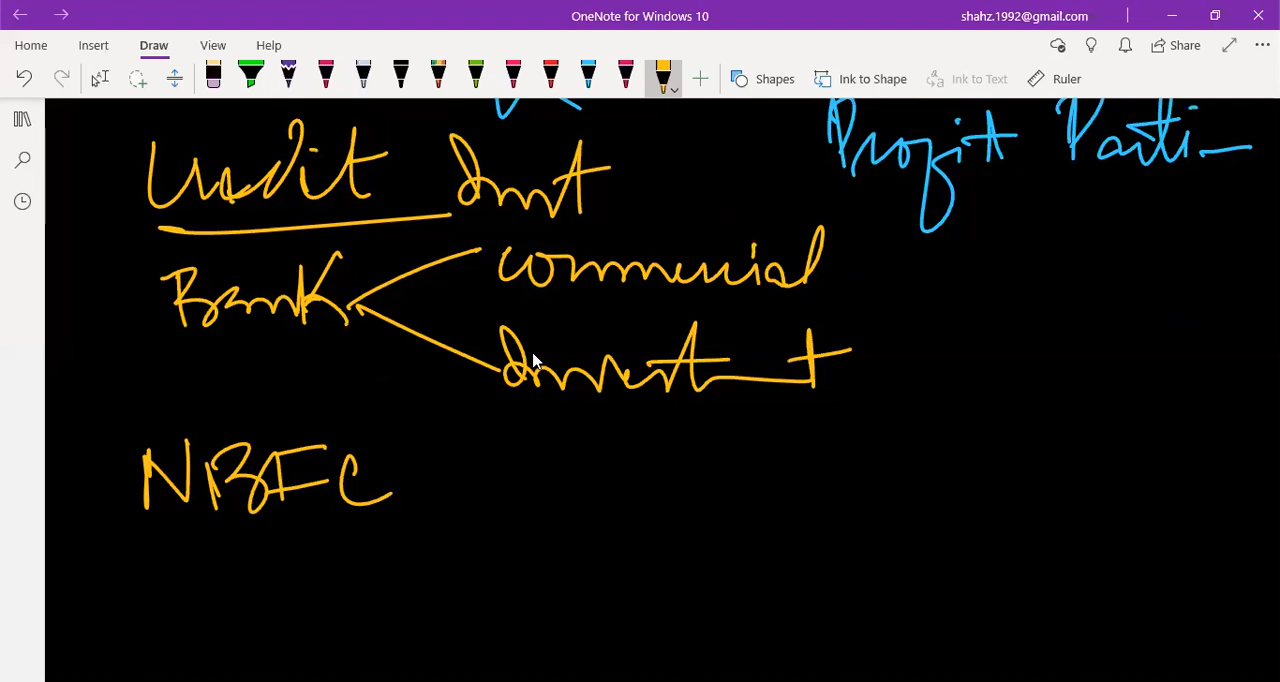 OneNote for Windows 10
shahz.1992@gmail.com
Home Insert Draw View Help
Share
Shapes Ink to Shape Ink to Text Ruler
Profit Parti
Credit Inst
Bank
commercial
Investt
NBFC